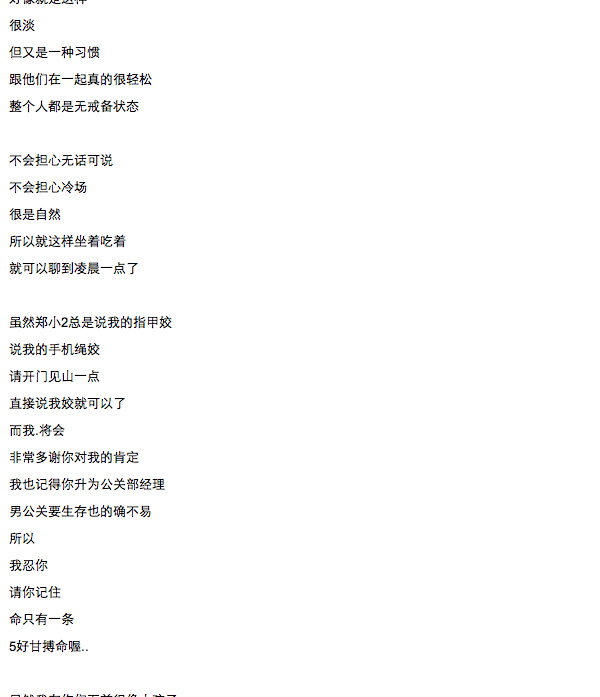 好像就是这样
很淡
但又是一种习惯
跟他们在一起真的很轻松
整个人都是无戒备状态
不会担心无话可说
不会担心冷场
很是自然
所以就这样坐着吃着
就可以聊到凌晨一点了
虽然郑小2总是说我的指甲姣
说我的手机绳姣
请开门见山一点
直接说我姣就可以了
而我.将会
非常多谢你对我的肯定
我也记得你升为公关部经理
男公关要生存也的确不易
所以
我忍你
请你记住
命只有一条
5好甘搏命喔..